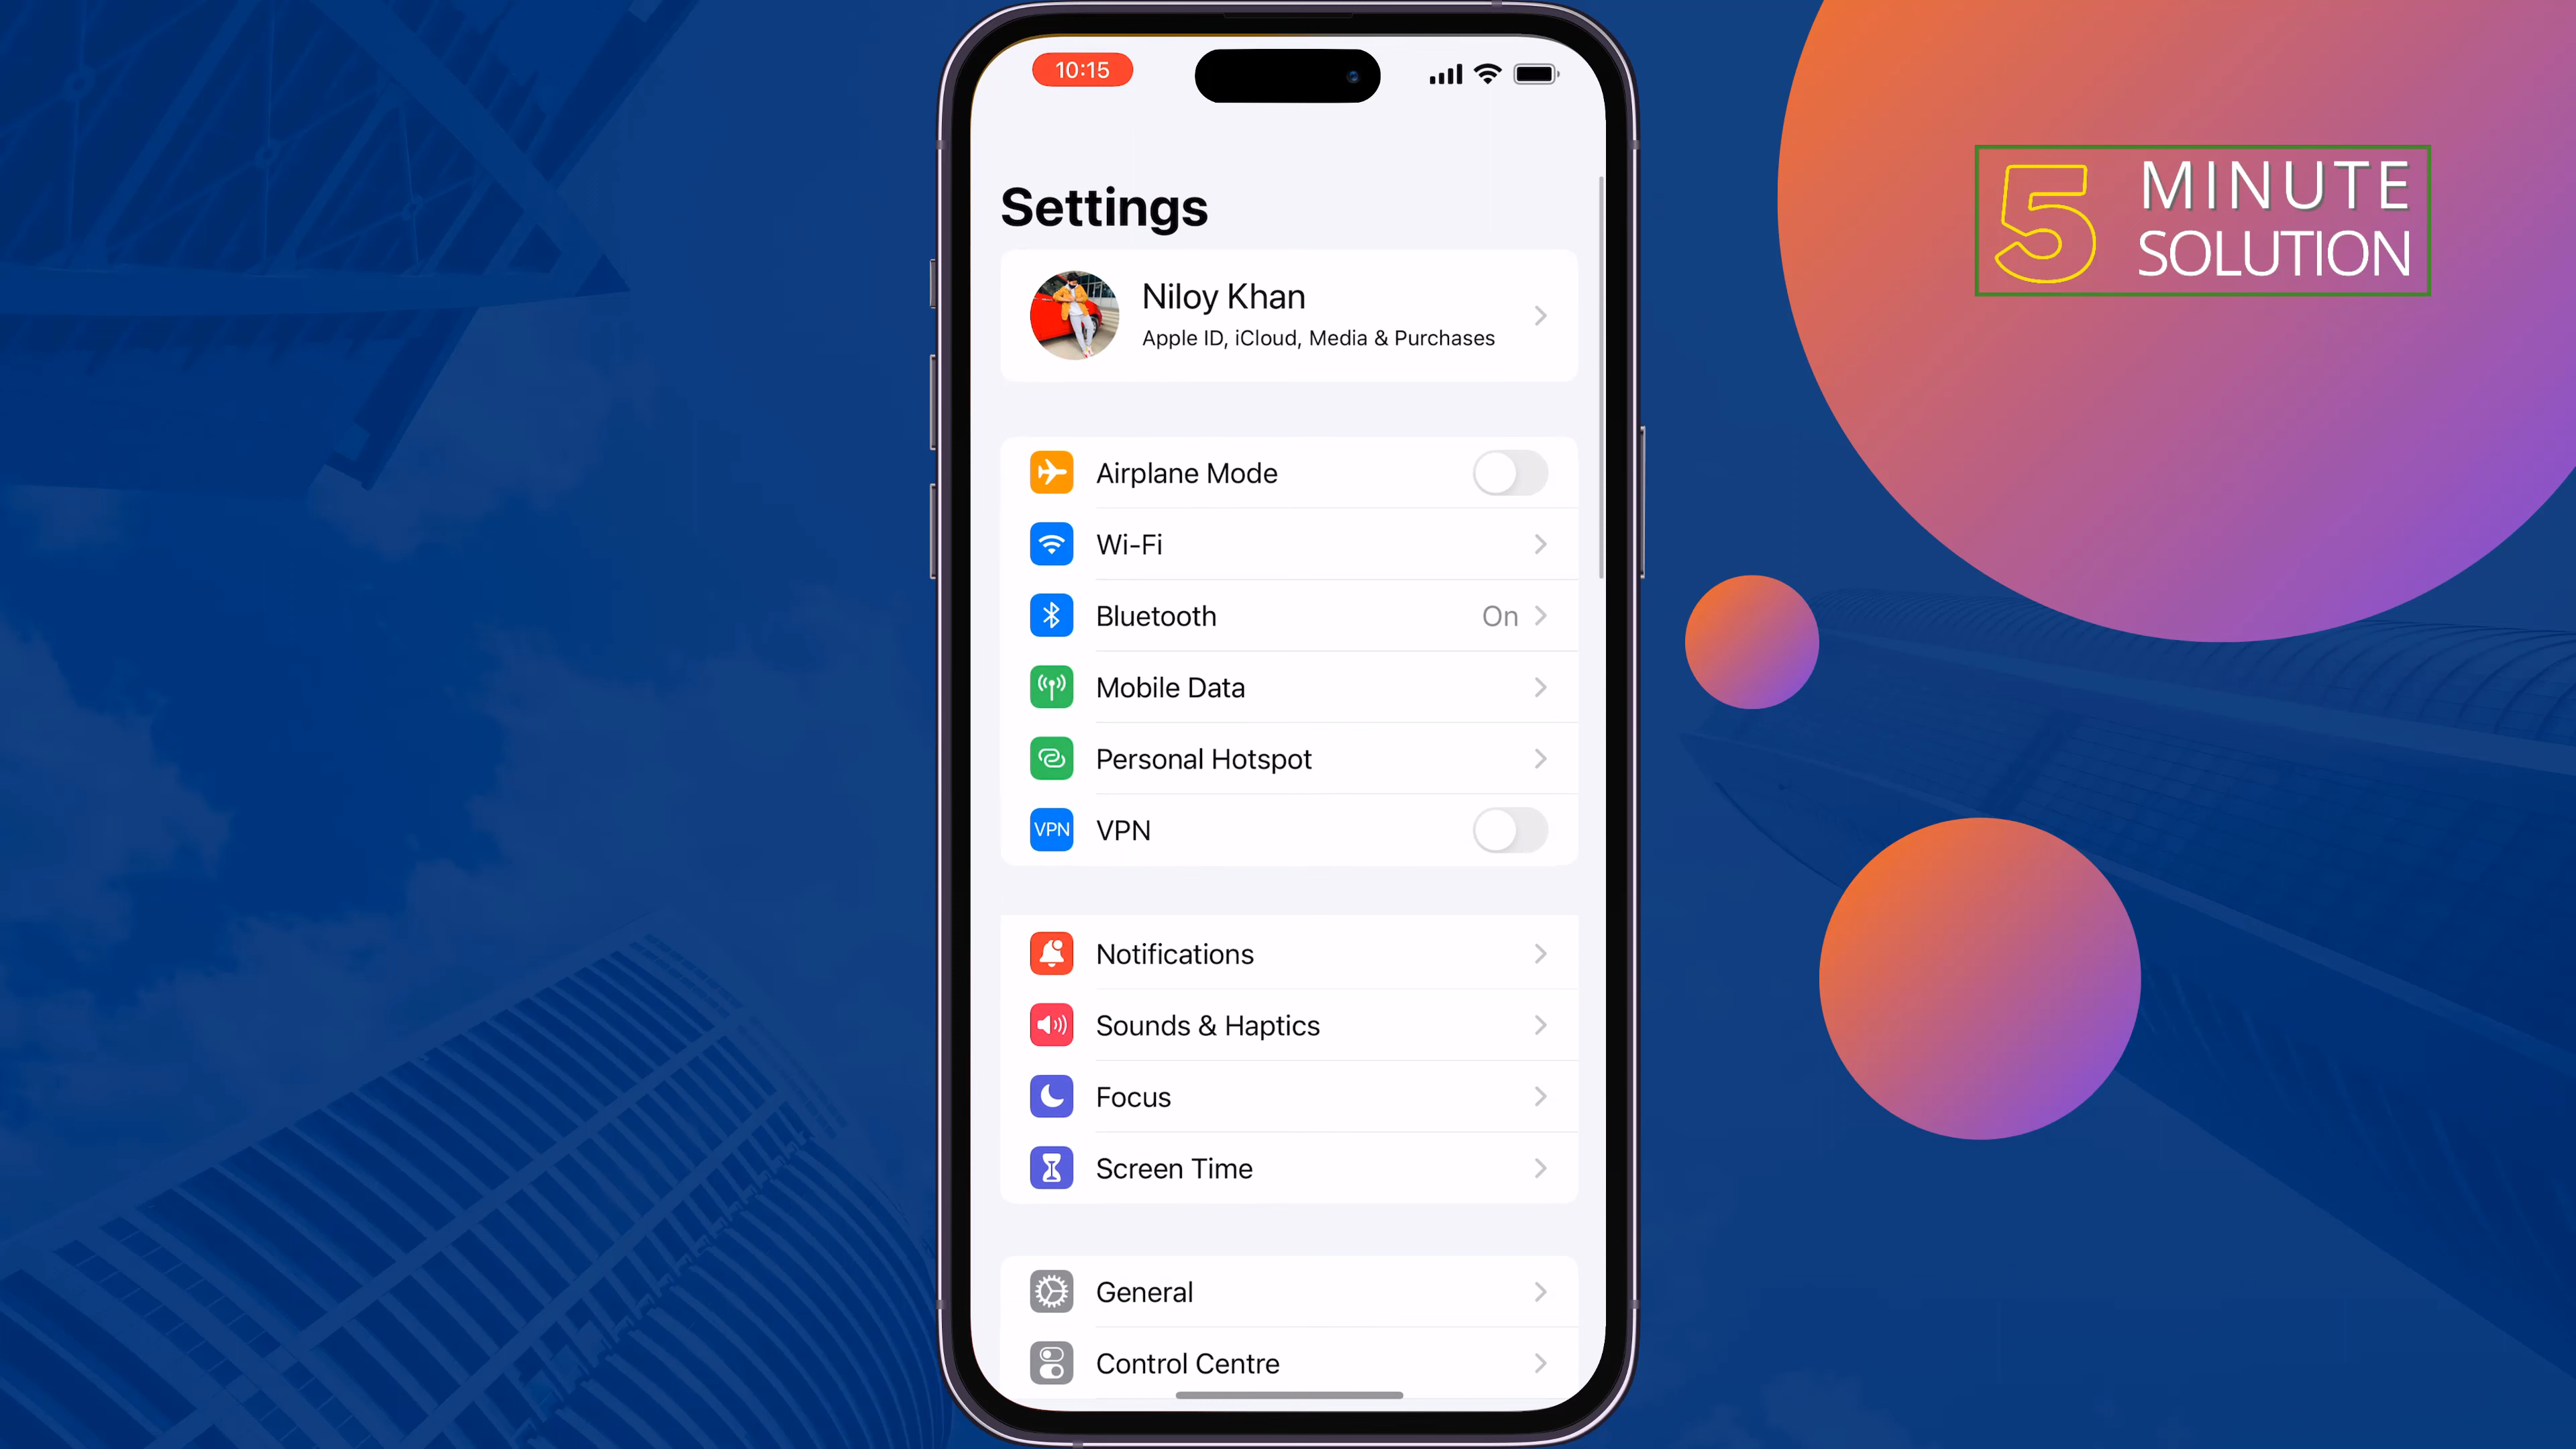 10:15
5 MINUTE
SOLUTION
Settings
Niloy Khan
Apple ID, iCloud, Media & Purchases
Airplane Mode
Wi-Fi
Bluetooth On
Mobile Data
Personal Hotspot
VPN VPN
Notifications
Sounds & Haptics
Focus
Screen Time
General
Control Centre